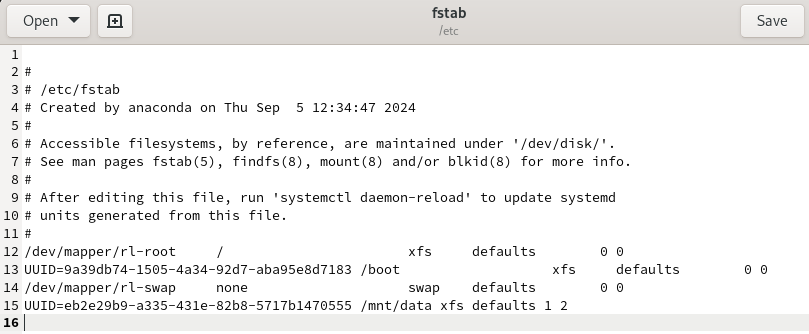 Open
fstab
/etc
Save
1
2 #
3 # /etc/fstab
4 # Created by anaconda on Thu Sep  5 12:34:47 2024
5 #
6 # Accessible filesystems, by reference, are maintained under '/dev/disk/'.
7 # See man pages fstab(5), findfs(8), mount(8) and/or blkid(8) for more info.
8 #
9 # After editing this file, run 'systemctl daemon-reload' to update systemd
10 # units generated from this file.
11 #
12 /dev/mapper/rl-root     /                       xfs     defaults        0 0
13 UUID=9a39db74-1505-4a34-92d7-aba95e8d7183 /boot                   xfs     defaults        0 0
14 /dev/mapper/rl-swap     none                    swap    defaults        0 0
15 UUID=eb2e29b9-a335-431e-82b8-5717b1470555 /mnt/data xfs defaults 1 2
16